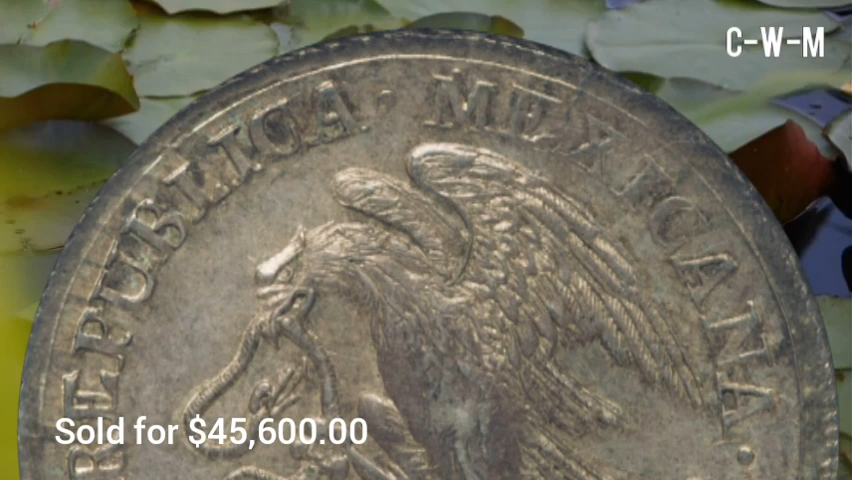 C-W-M
REPUBLICA · MEXICANA ·
Sold for $45,600.00